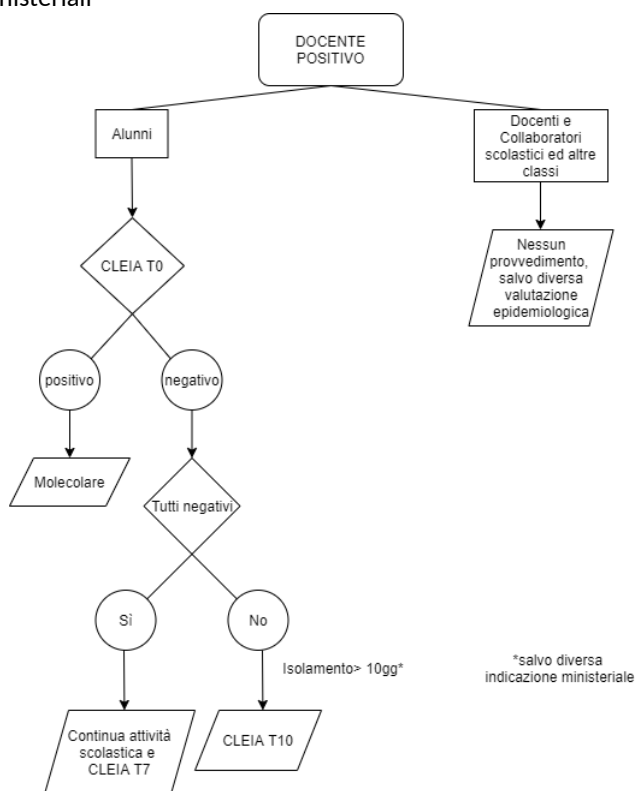 DOCENTE
POSITIVO
Alunni
Docenti e
Collaboratori
scolastici ed altre
classi
CLEIA T0
Nessun
provvedimento,
salvo diversa
valutazione
epidemiologica
positivo
negativo
Molecolare
Tutti negativi
Sì
No
Isolamento> 10gg*
*salvo diversa
indicazione ministeriale
Continua attività
scolastica e
CLEIA T7
CLEIA T10